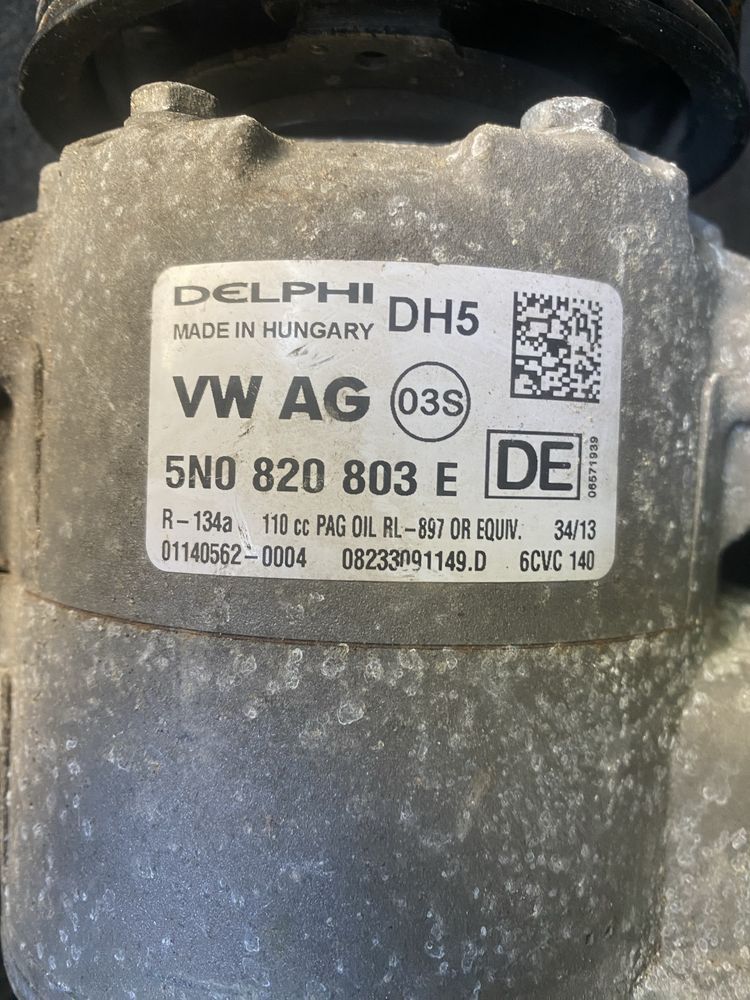 DELPHI DH5
MADE IN HUNGARY
VW AG 03S
5N0 820 803 E DE
06571939
R-134a 110 cc PAG OIL RL-897 OR EQUIV. 34/13
01140562-0004 08233091149.D 6CVC 140